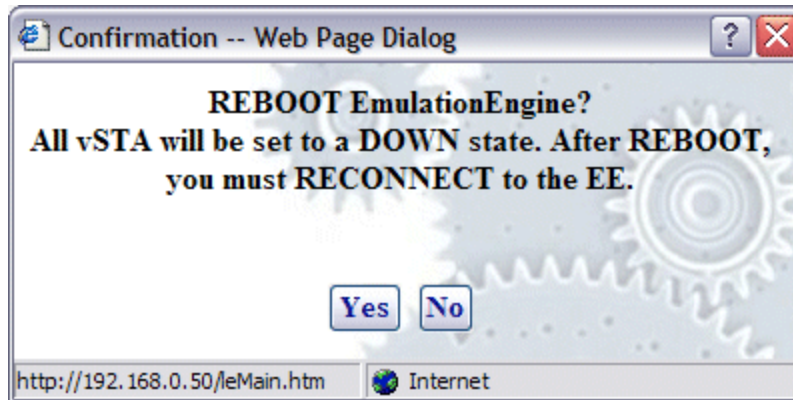 Confirmation -- Web Page Dialog
?
REBOOT EmulationEngine?
All vSTA will be set to a DOWN state. After REBOOT,
you must RECONNECT to the EE.
Yes No
http://192.168.0.50/leMain.htm Internet